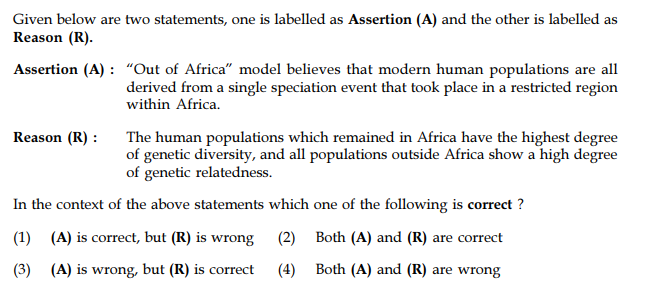 Given below are two statements, one is labelled as Assertion (A) and the other is labelled as
Reason (R).
Assertion (A) : “Out of Africa” model believes that modern human populations are all
derived from a single speciation event that took place in a restricted region
within Africa.
Reason (R) : The human populations which remained in Africa have the highest degree
of genetic diversity, and all populations outside Africa show a high degree
of genetic relatedness.
In the context of the above statements which one of the following is correct ?
(1) (A) is correct, but (R) is wrong (2) Both (A) and (R) are correct
(3) (A) is wrong, but (R) is correct (4) Both (A) and (R) are wrong